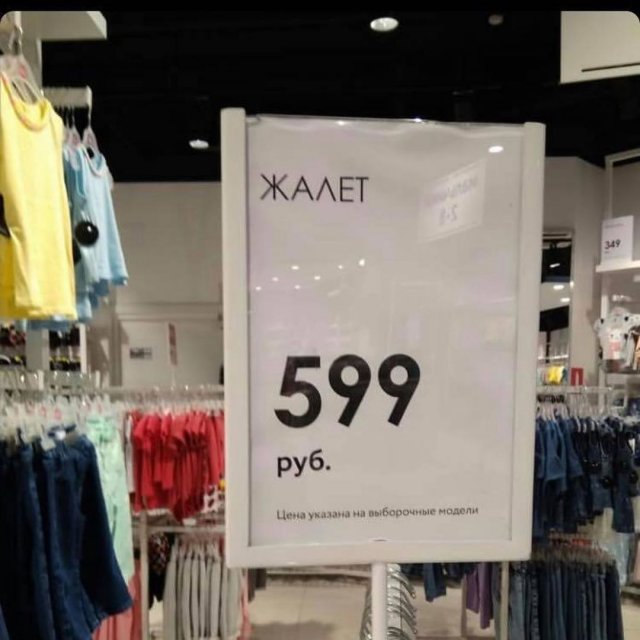 ЖАЛЕТ
599
руб.
Цена указана на выборочные модели
349